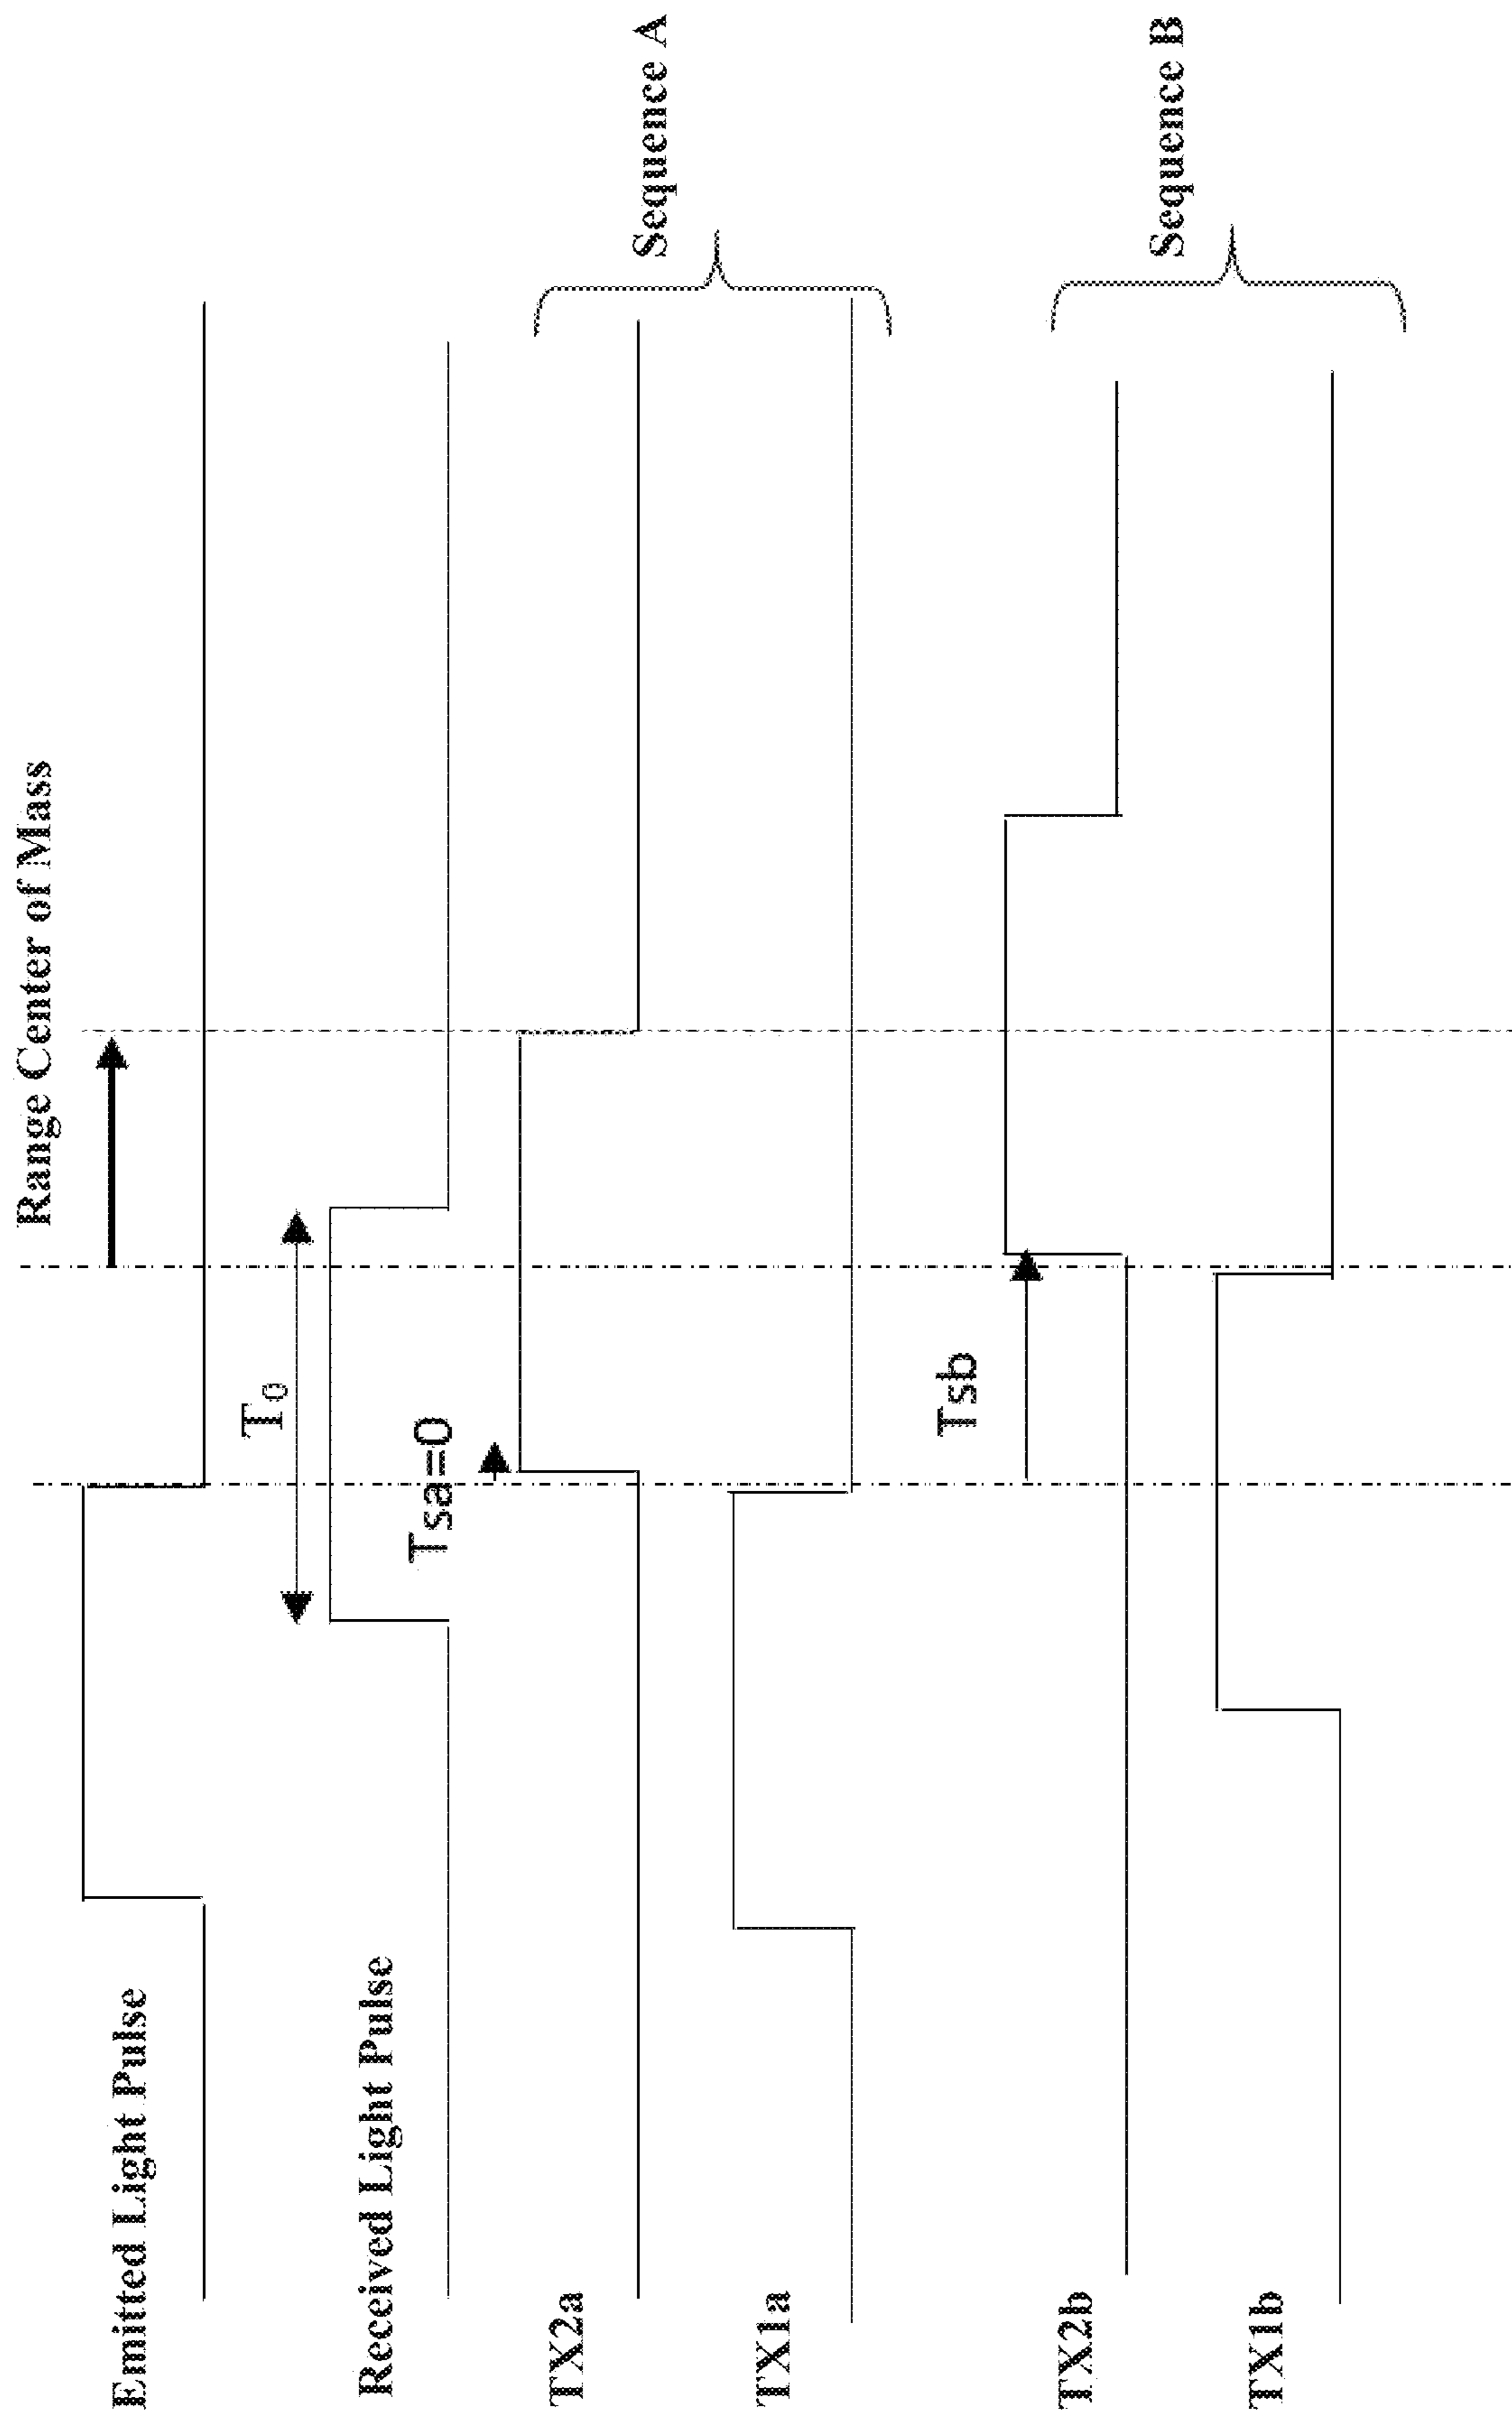 Range Center of Mass
Emitted Light Pulse
T0
Received Light Pulse
Tsa=0
TX2a
TX1a
Sequence A
Tsb
TX2b
TX1b
Sequence B